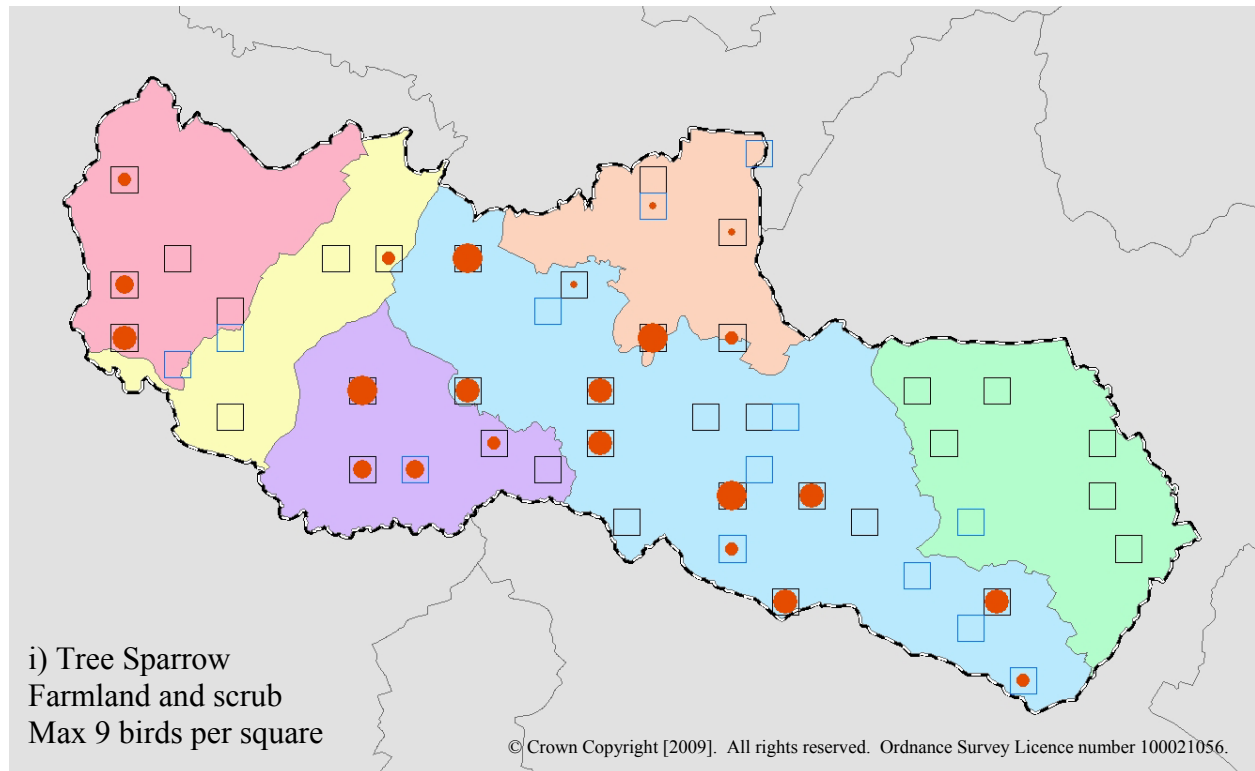 i) Tree Sparrow
Farmland and scrub
Max 9 birds per square
© Crown Copyright [2009]. All rights reserved. Ordnance Survey Licence number 100021056.